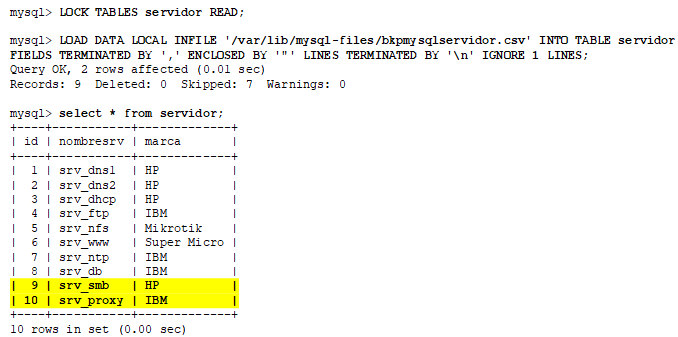 mysql> LOCK TABLES servidor READ;
mysql> LOAD DATA LOCAL INFILE '/var/lib/mysql-files/bkpmysqlservidor.csv' INTO TABLE servidor
FIELDS TERMINATED BY ',' ENCLOSED BY '"' LINES TERMINATED BY '\n' IGNORE 1 LINES;
Query OK, 2 rows affected (0.01 sec)
Records: 9  Deleted: 0  Skipped: 7  Warnings: 0
mysql> select * from servidor;
+----+-----------+-------------+
| id | nombresrv | marca       |
+----+-----------+-------------+
|  1 | srv_dns1  | HP          |
|  2 | srv_dns2  | HP          |
|  3 | srv_dhcp  | HP          |
|  4 | srv_ftp   | IBM         |
|  5 | srv_nfs   | Mikrotik    |
|  6 | srv_www   | Super Micro |
|  7 | srv_ntp   | IBM         |
|  8 | srv_db    | IBM         |
|  9 | srv_smb   | HP          |
| 10 | srv_proxy | IBM         |
+----+-----------+-------------+
10 rows in set (0.00 sec)